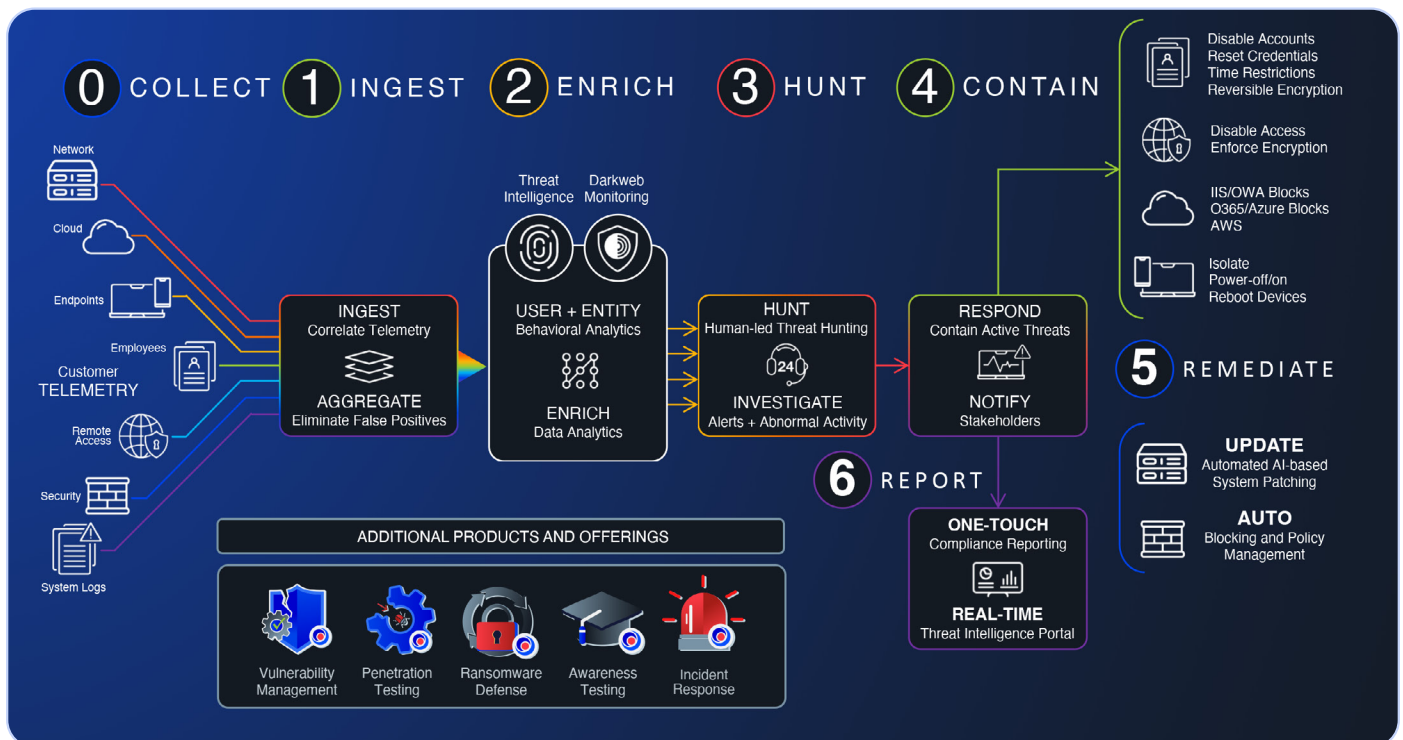 0 COLLECT
1 INGEST
2 ENRICH
3 HUNT
4 CONTAIN
Network
Cloud
Endpoints
Employees
Customer
TELEMETRY
Remote
Access
Security
System Logs
INGEST
Correlate Telemetry
AGGREGATE
Eliminate False Positives
Threat
Intelligence
Darkweb
Monitoring
USER + ENTITY
Behavioral Analytics
ENRICH
Data Analytics
HUNT
Human-led Threat Hunting
24
INVESTIGATE
Alerts + Abnormal Activity
RESPOND
Contain Active Threats
NOTIFY
Stakeholders
Disable Accounts
Reset Credentials
Time Restrictions
Reversible Encryption
Disable Access
Enforce Encryption
IIS/OWA Blocks
O365/Azure Blocks
AWS
Isolate
Power-off/on
Reboot Devices
5 REMEDIATE
UPDATE
Automated AI-based
System Patching
AUTO
Blocking and Policy
Management
6 REPORT
ONE-TOUCH
Compliance Reporting
REAL-TIME
Threat Intelligence Portal
ADDITIONAL PRODUCTS AND OFFERINGS
Vulnerability
Management
Penetration
Testing
Ransomware
Defense
Awareness
Testing
Incident
Response